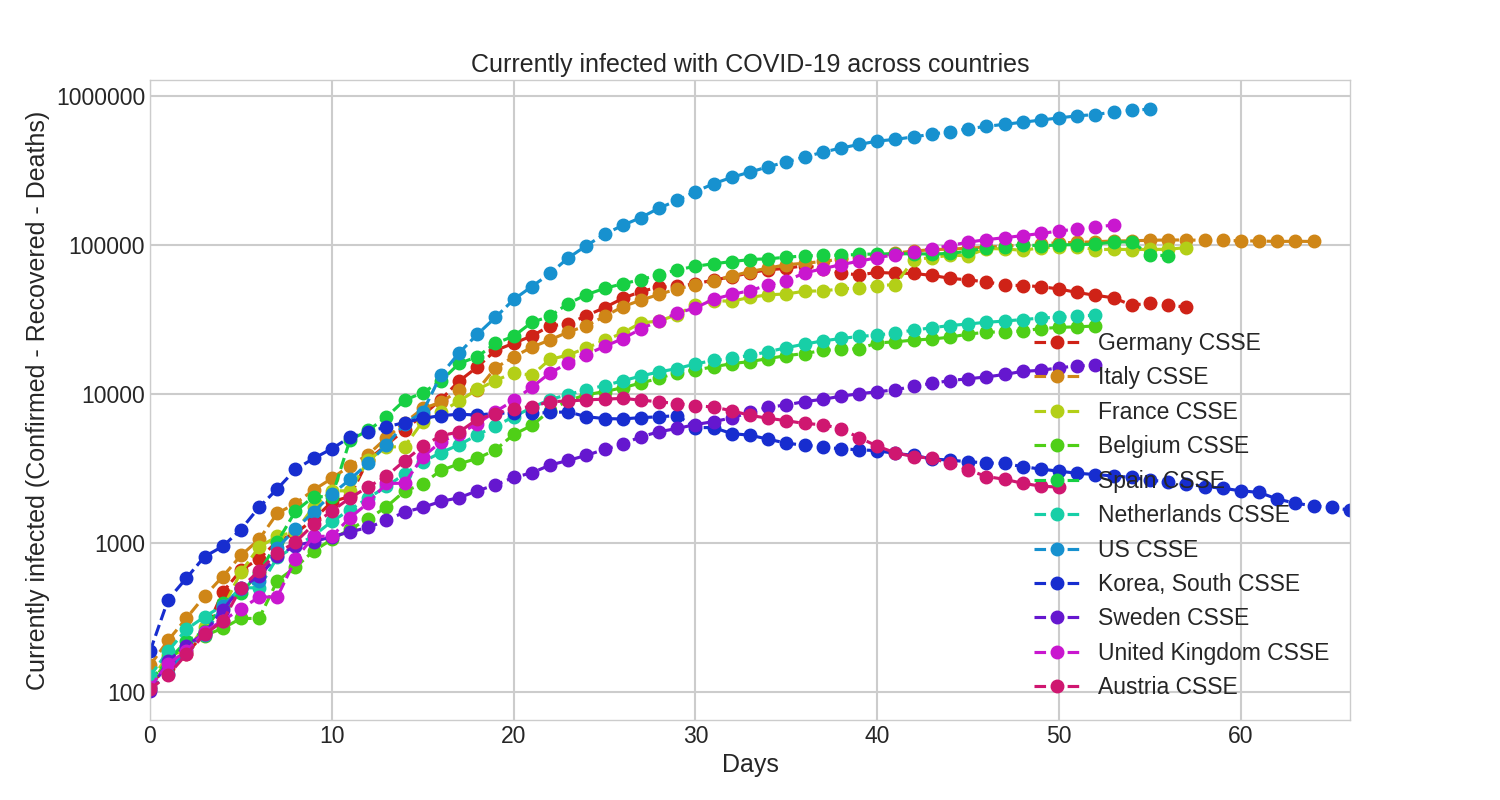 Currently infected with COVID-19 across countries
Currently infected (Confirmed - Recovered - Deaths)
1000000
100000
10000
1000
100
Germany CSSE
Italy CSSE
France CSSE
Belgium CSSE
Spain CSSE
Netherlands CSSE
US CSSE
Korea, South CSSE
Sweden CSSE
United Kingdom CSSE
Austria CSSE
0 10 20 30 40 50 60
Days